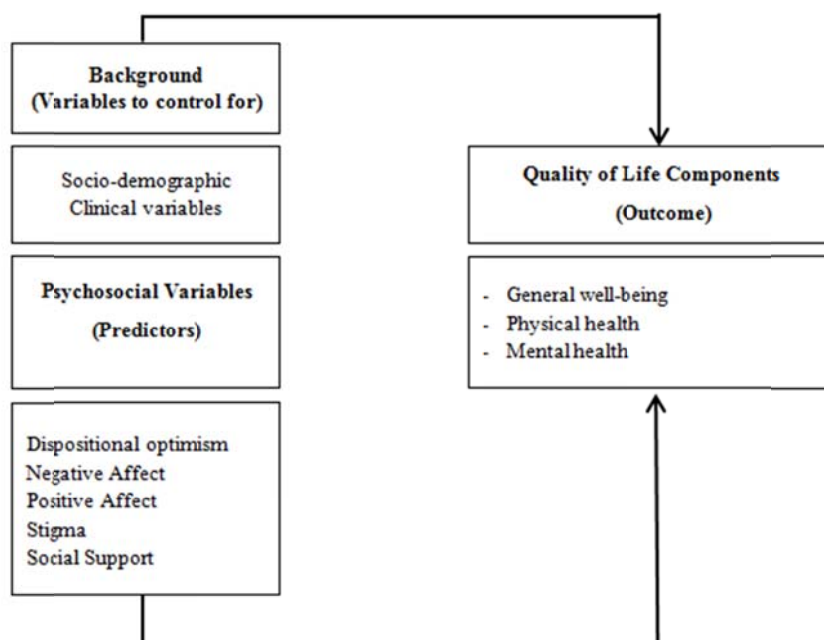 Background
(Variables to control for)
Socio-demographic
Clinical variables
Psychosocial Variables
(Predictors)
Dispositional optimism
Negative Affect
Positive Affect
Stigma
Social Support
Quality of Life Components
(Outcome)
- General well-being
- Physical health
- Mental health